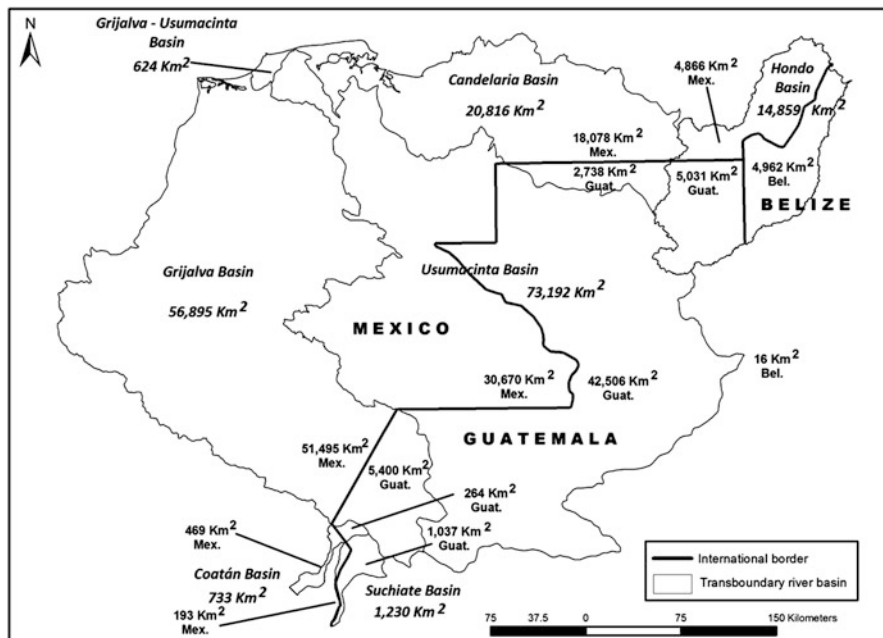 N
Grijalva - Usumacinta
Basin
624 Km²
Candelaria Basin
20,816 Km²
4,866 Km²
Mex.
Hondo
Basin
14,859 Km²
18,078 Km²
Mex.
2,738 Km²
Guat.
5,031 Km²
Guat.
4,962 Km²
Bel.
BELIZE
Grijalva Basin
56,895 Km²
Usumacinta Basin
73,192 Km²
MEXICO
16 Km²
Bel.
30,670 Km²
Mex.
42,506 Km²
Guat.
GUATEMALA
51,495 Km²
Mex.
5,400 Km²
Guat.
264 Km²
Guat.
469 Km²
Mex.
1,037 Km²
Guat.
Coatán Basin
733 Km²
Suchiate Basin
1,230 Km²
193 Km²
Mex.
International border
Transboundary river basin
75 37.5 0 75 150 Kilometers